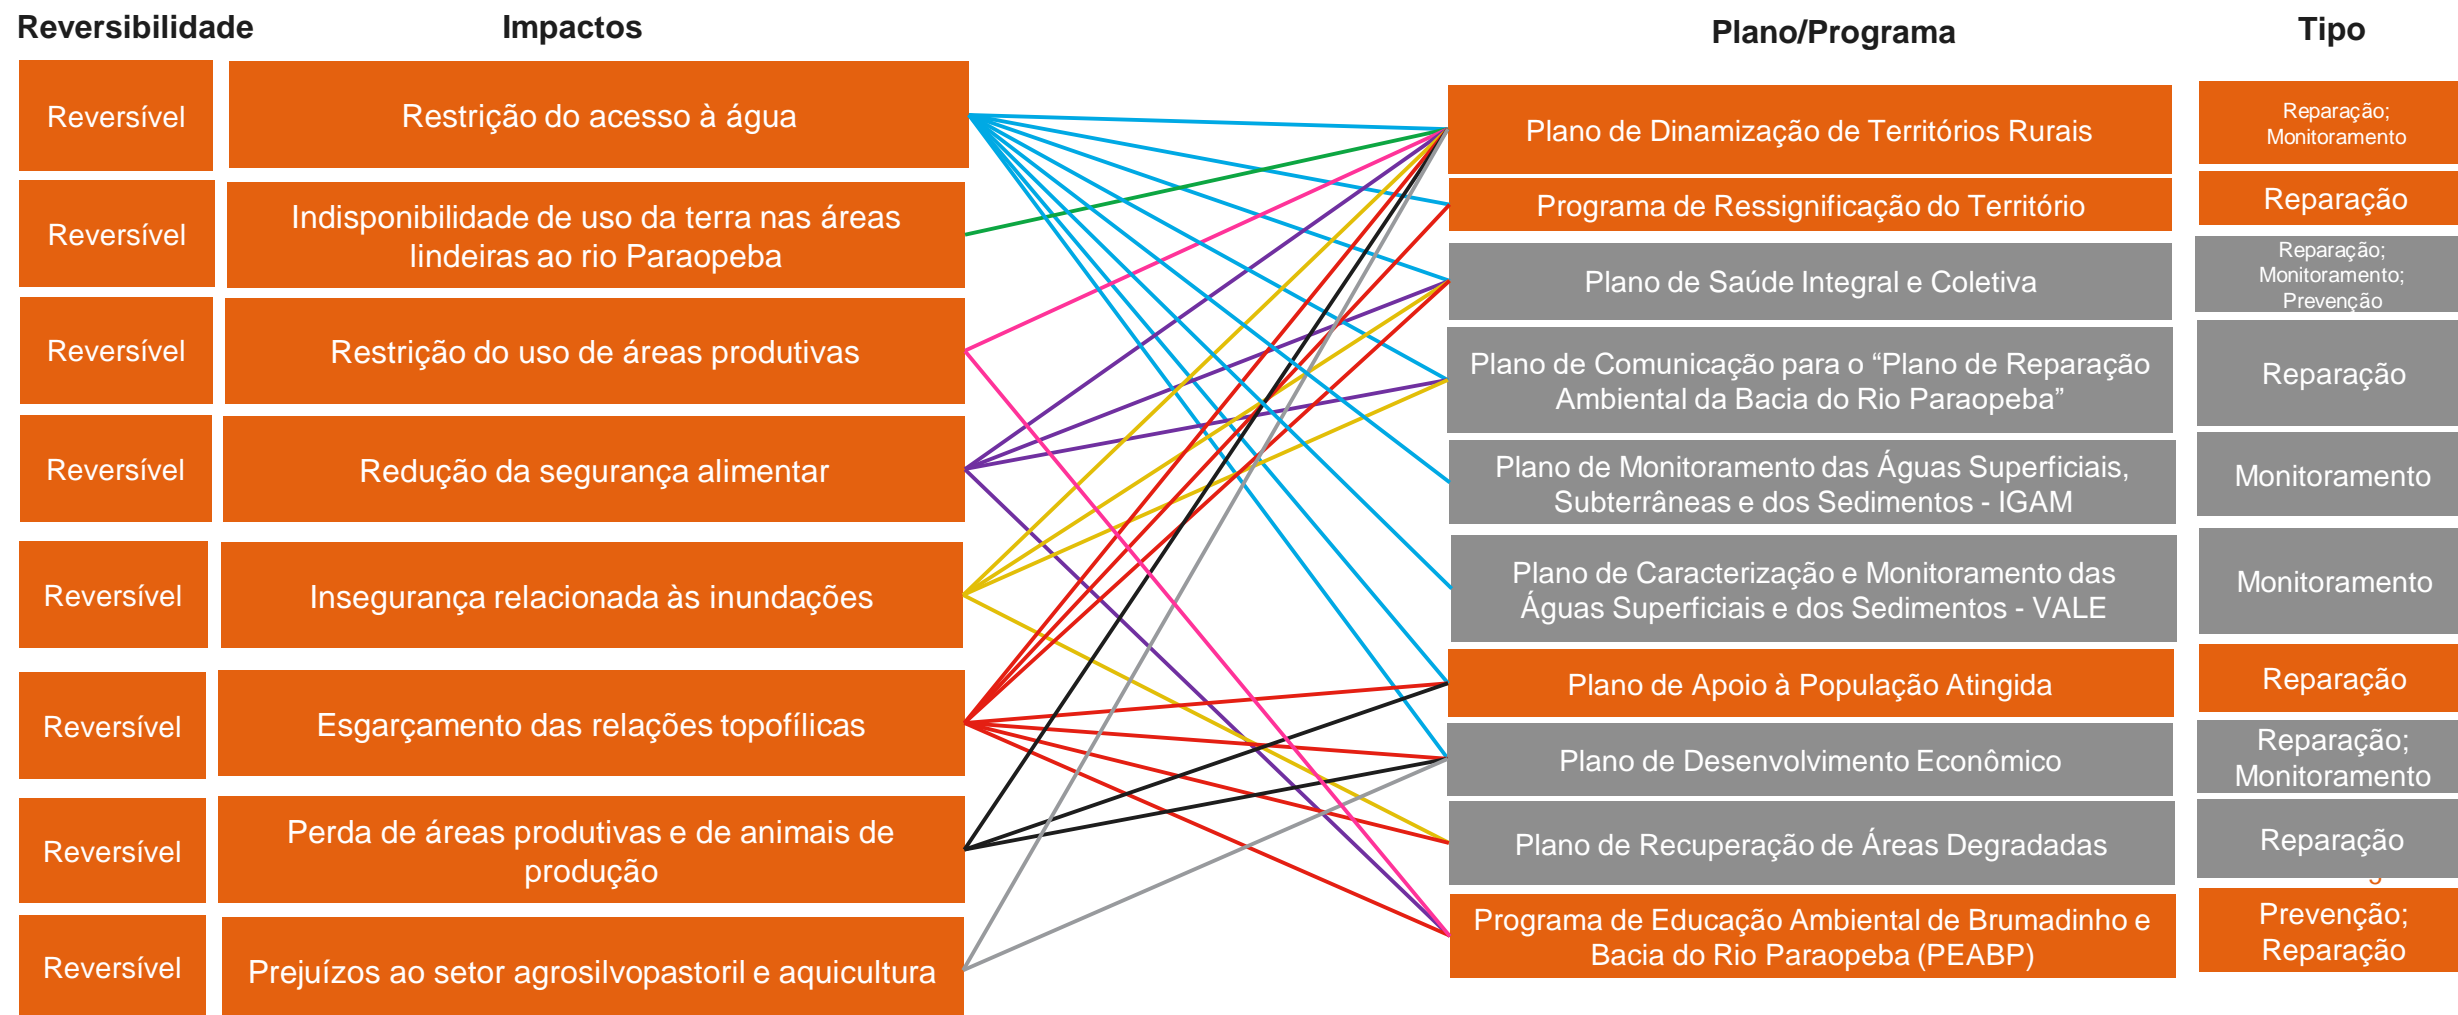 Reversibilidade
Impactos
Plano/Programa
Tipo
Reversível
Restrição do acesso à água
Reversível
Indisponibilidade de uso da terra nas áreas
lindeiras ao rio Paraopeba
Reversível
Restrição do uso de áreas produtivas
Reversível
Redução da segurança alimentar
Reversível
Insegurança relacionada às inundações
Reversível
Esgarçamento das relações topofílicas
Reversível
Perda de áreas produtivas e de animais de
produção
Reversível
Prejuízos ao setor agrosilvopastoril e aquicultura
Plano de Dinamização de Territórios Rurais
Reparação;
Monitoramento
Programa de Ressignificação do Território
Reparação
Plano de Saúde Integral e Coletiva
Reparação;
Monitoramento;
Prevenção
Plano de Comunicação para o “Plano de Reparação
Ambiental da Bacia do Rio Paraopeba”
Reparação
Plano de Monitoramento das Águas Superficiais,
Subterrâneas e dos Sedimentos - IGAM
Monitoramento
Plano de Caracterização e Monitoramento das
Águas Superficiais e dos Sedimentos - VALE
Monitoramento
Plano de Apoio à População Atingida
Reparação
Plano de Desenvolvimento Econômico
Reparação;
Monitoramento
Plano de Recuperação de Áreas Degradadas
Reparação
Programa de Educação Ambiental de Brumadinho e
Bacia do Rio Paraopeba (PEABP)
Prevenção;
Reparação